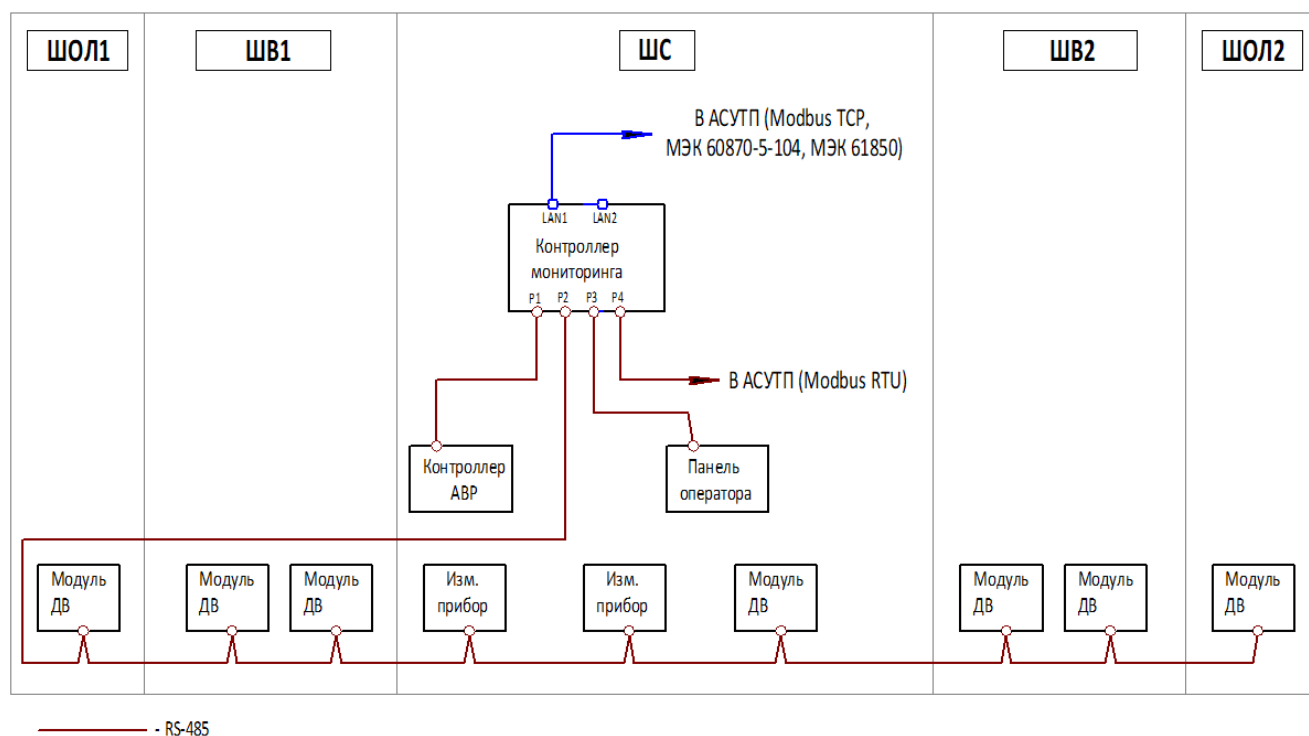 ШОЛ1
ШВ1
ШС
ШВ2
ШОЛ2
В АСУТП (Modbus TCP,
МЭК 60870-5-104, МЭК 61850)
LAN1
LAN2
Контроллер
мониторинга
P1
P2
P3
P4
В АСУТП (Modbus RTU)
Контроллер
АВР
Панель
оператора
Модуль
ДВ
Модуль
ДВ
Модуль
ДВ
Изм.
прибор
Изм.
прибор
Модуль
ДВ
Модуль
ДВ
Модуль
ДВ
Модуль
ДВ
- RS-485